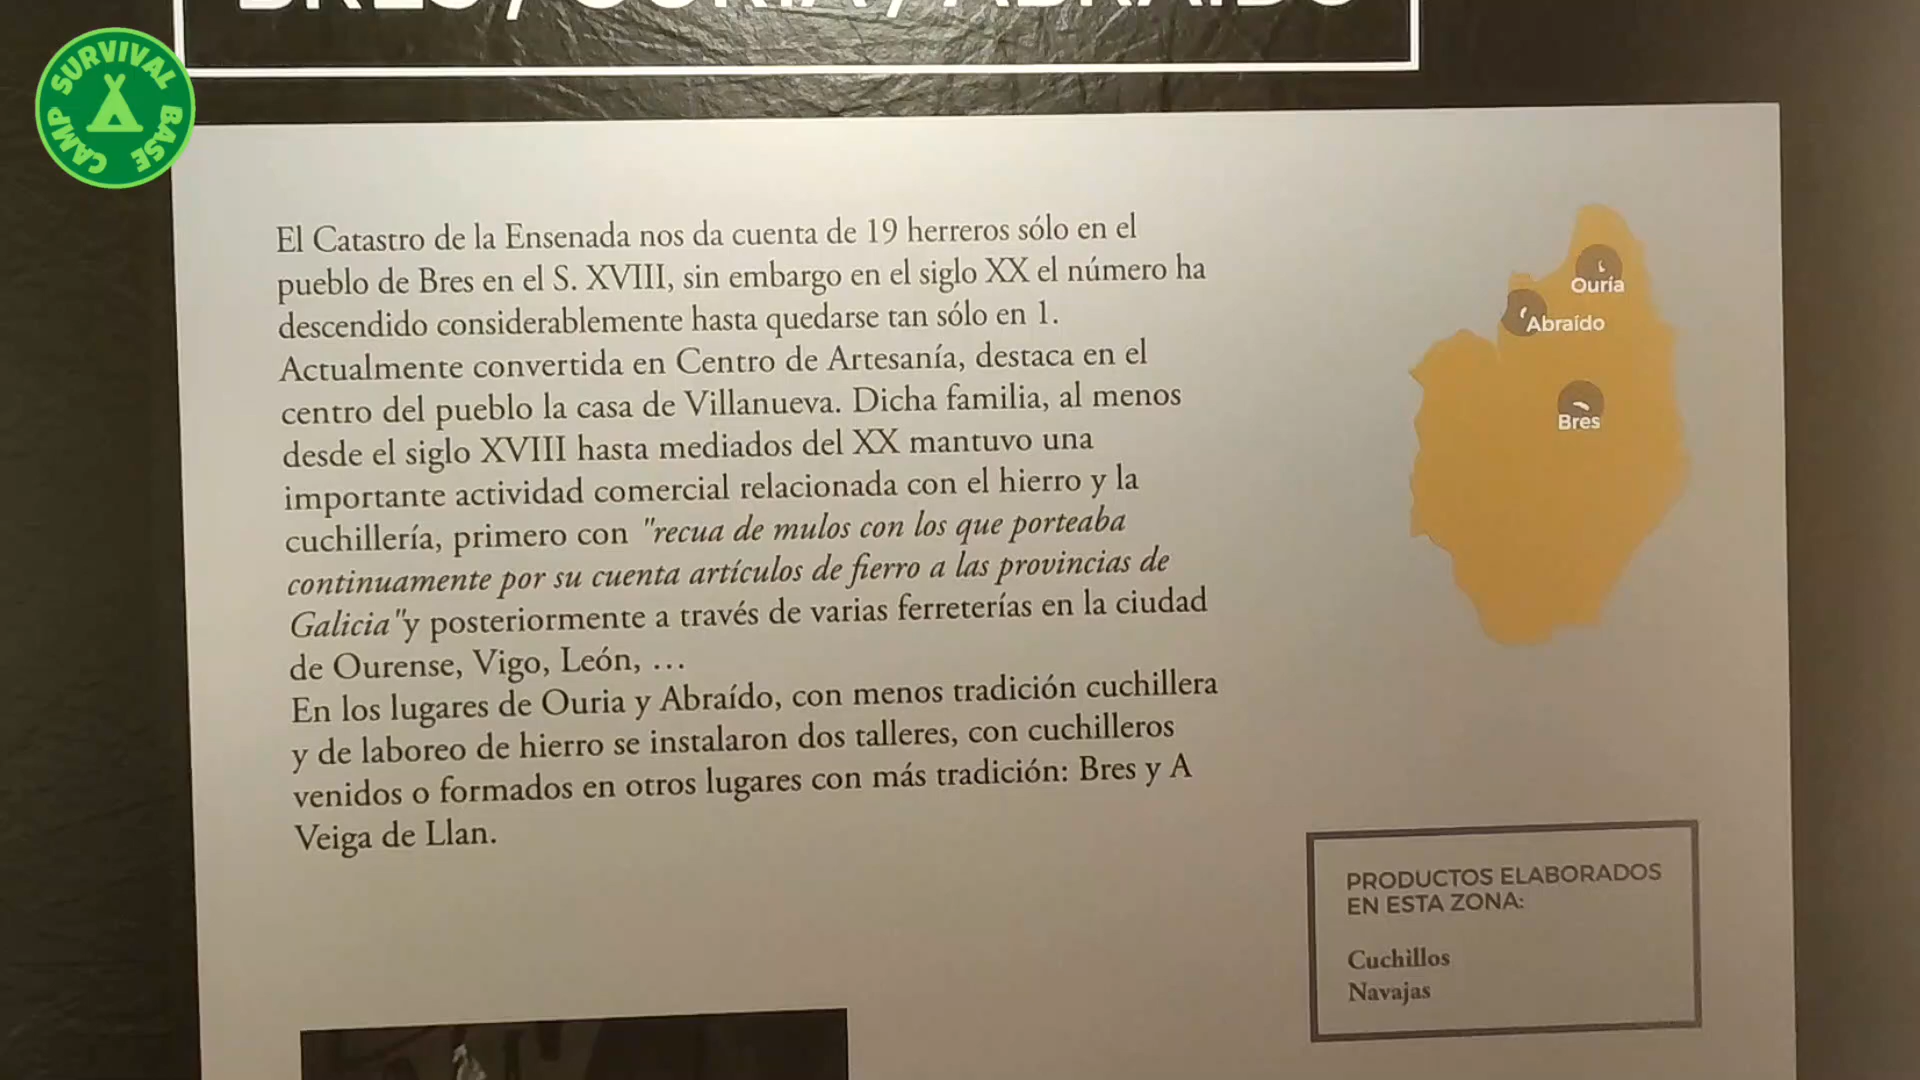 BRES / OURIA / ABRAIDO
SURVIVAL
CAMP BASE
El Catastro de la Ensenada nos da cuenta de 19 herreros sólo en el
pueblo de Bres en el S. XVIII, sin embargo en el siglo XX el número ha
descendido considerablemente hasta quedarse tan sólo en 1.
Actualmente convertida en Centro de Artesanía, destaca en el
centro del pueblo la casa de Villanueva. Dicha familia, al menos
desde el siglo XVIII hasta mediados del XX mantuvo una
importante actividad comercial relacionada con el hierro y la
cuchillería, primero con "recua de mulos con los que porteaba
continuamente por su cuenta artículos de fierro a las provincias de
Galicia"y posteriormente a través de varias ferreterías en la ciudad
de Ourense, Vigo, León, ...
En los lugares de Ouria y Abraído, con menos tradición cuchillera
y de laboreo de hierro se instalaron dos talleres, con cuchilleros
venidos o formados en otros lugares con más tradición: Bres y A
Veiga de Llan.
Ouría
Abraído
Bres
PRODUCTOS ELABORADOS
EN ESTA ZONA:
Cuchillos
Navajas